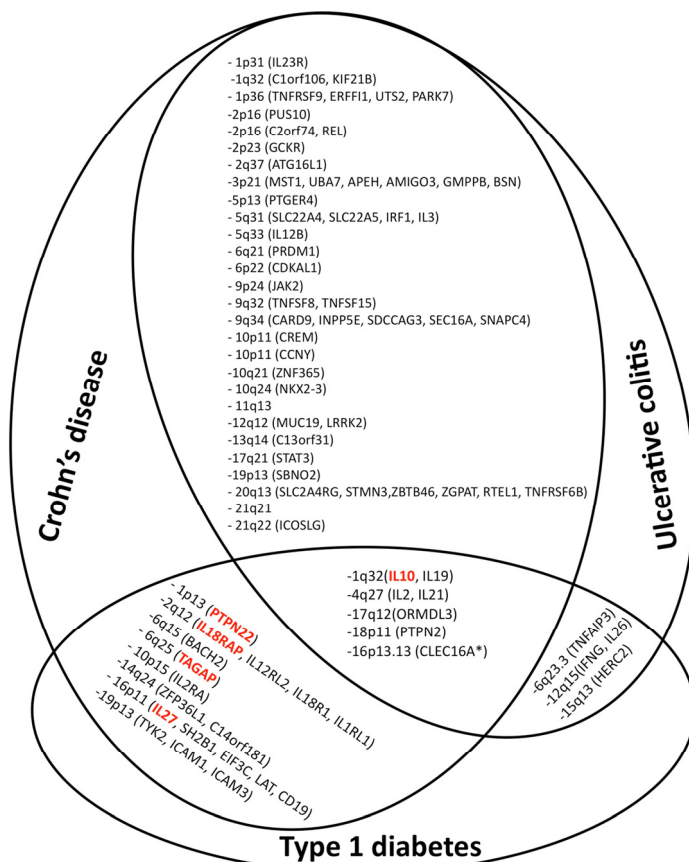 - 1p31 (IL23R)
-1q32 (C1orf106, KIF21B)
- 1p36 (TNFRSF9, ERFFI1, UTS2, PARK7)
-2p16 (PUS10)
-2p16 (C2orf74, REL)
-2p23 (GCKR)
- 2q37 (ATG16L1)
-3p21 (MST1, UBA7, APEH, AMIGO3, GMPPB, BSN)
-5p13 (PTGER4)
- 5q31 (SLC22A4, SLC22A5, IRF1, IL3)
- 5q33 (IL12B)
- 6q21 (PRDM1)
- 6p22 (CDKAL1)
- 9p24 (JAK2)
- 9q32 (TNFSF8, TNFSF15)
- 9q34 (CARD9, INPP5E, SDCCAG3, SEC16A, SNAPC4)
- 10p11 (CREM)
- 10p11 (CCNY)
-10q21 (ZNF365)
- 10q24 (NKX2-3)
- 11q13
-12q12 (MUC19, LRRK2)
-13q14 (C13orf31)
-17q21 (STAT3)
-19p13 (SBNO2)
- 20q13 (SLC2A4RG, STMN3,ZBTB46, ZGPAT, RTEL1, TNFRSF6B)
- 21q21
- 21q22 (ICOSLG)
Crohn's disease
Ulcerative colitis
-1q32(IL10, IL19)
-4q27 (IL2, IL21)
-17q12(ORMDL3)
-18p11 (PTPN2)
-16p13.13 (CLEC16A*)
- 1p13 (PTPN22)
-2q12 (IL18RAP, IL12RL2, IL18R1, IL1RL1)
-6q15 (BACH2)
- 6q25 (TAGAP)
- 10p15 (IL2RA)
-14q24 (ZFP36L1, C14orf181)
- 16p11 (IL27, SH2B1, EIF3C, LAT, CD19)
-19p13 (TYK2, ICAM1, ICAM3)
-6q23.3 (TNFAIP3)
-12q15(IFNG, IL26)
-15q13 (HERC2)
Type 1 diabetes